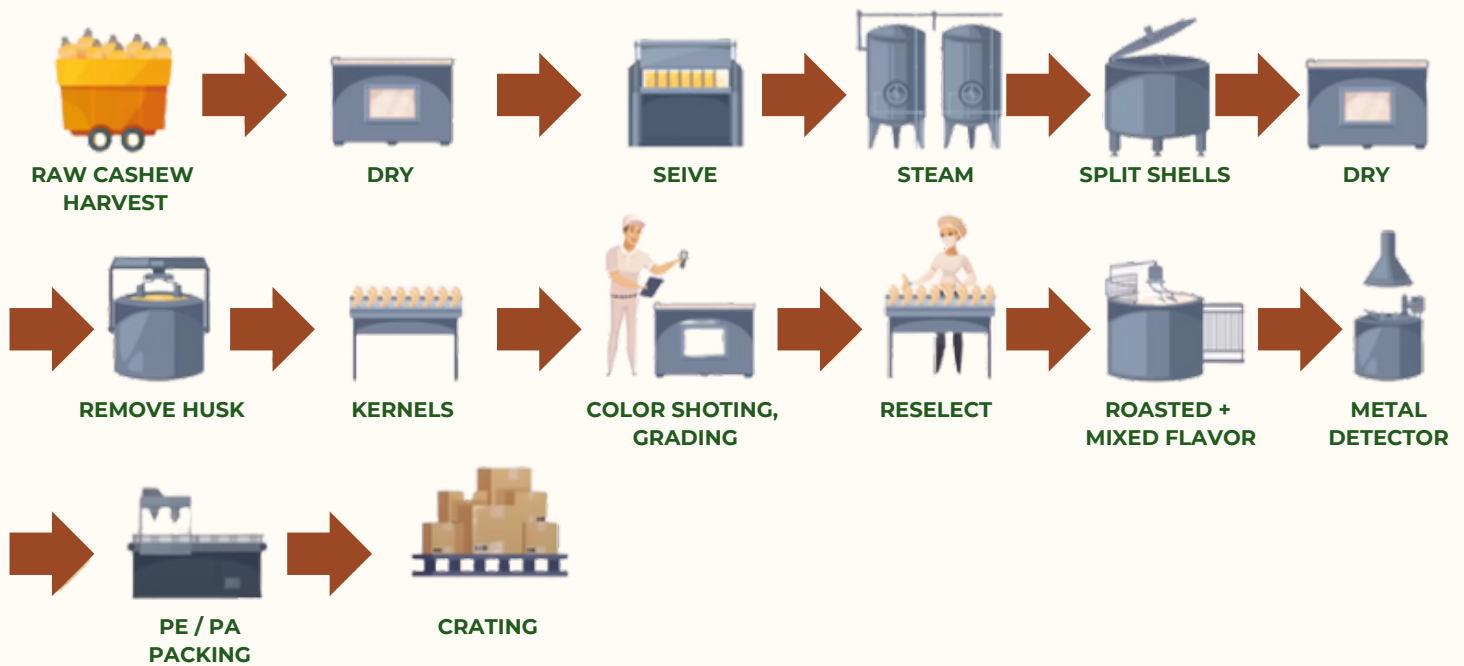 RAW CASHEW
HARVEST
DRY
SEIVE
STEAM
SPLIT SHELLS
DRY
REMOVE HUSK
KERNELS
COLOR SHOTING,
GRADING
RESELECT
ROASTED +
MIXED FLAVOR
METAL
DETECTOR
PE / PA
PACKING
CRATING